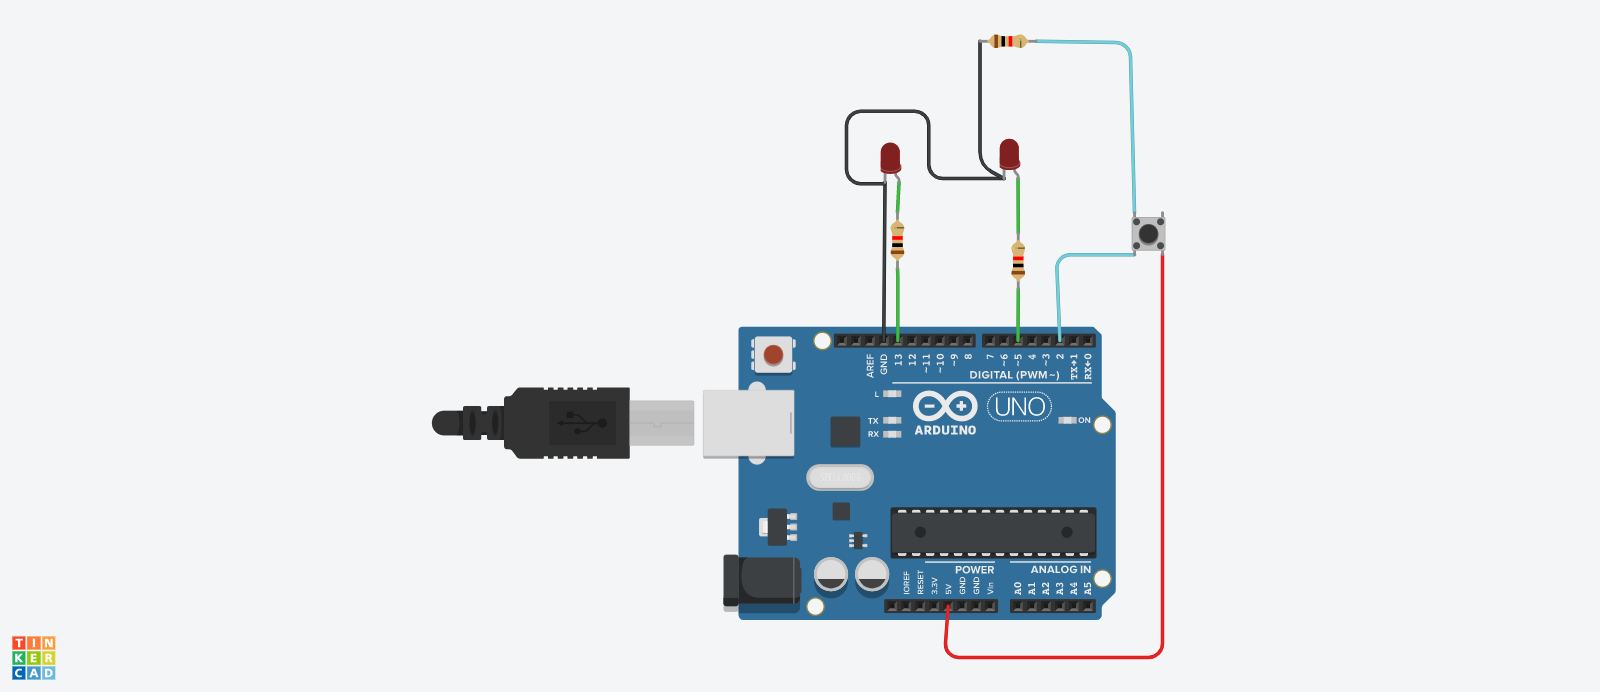 AREF
GND
13
12
~11
~10
~9
8
7
~6
~5
4
~3
2
TX→1
RX←0
DIGITAL (PWM ~)
L
TX
RX
ARDUINO
UNO
ON
IOREF
RESET
3.3V
5V
GND
GND
Vin
POWER
A0
A1
A2
A3
A4
A5
ANALOG IN
TIN
KER
CAD